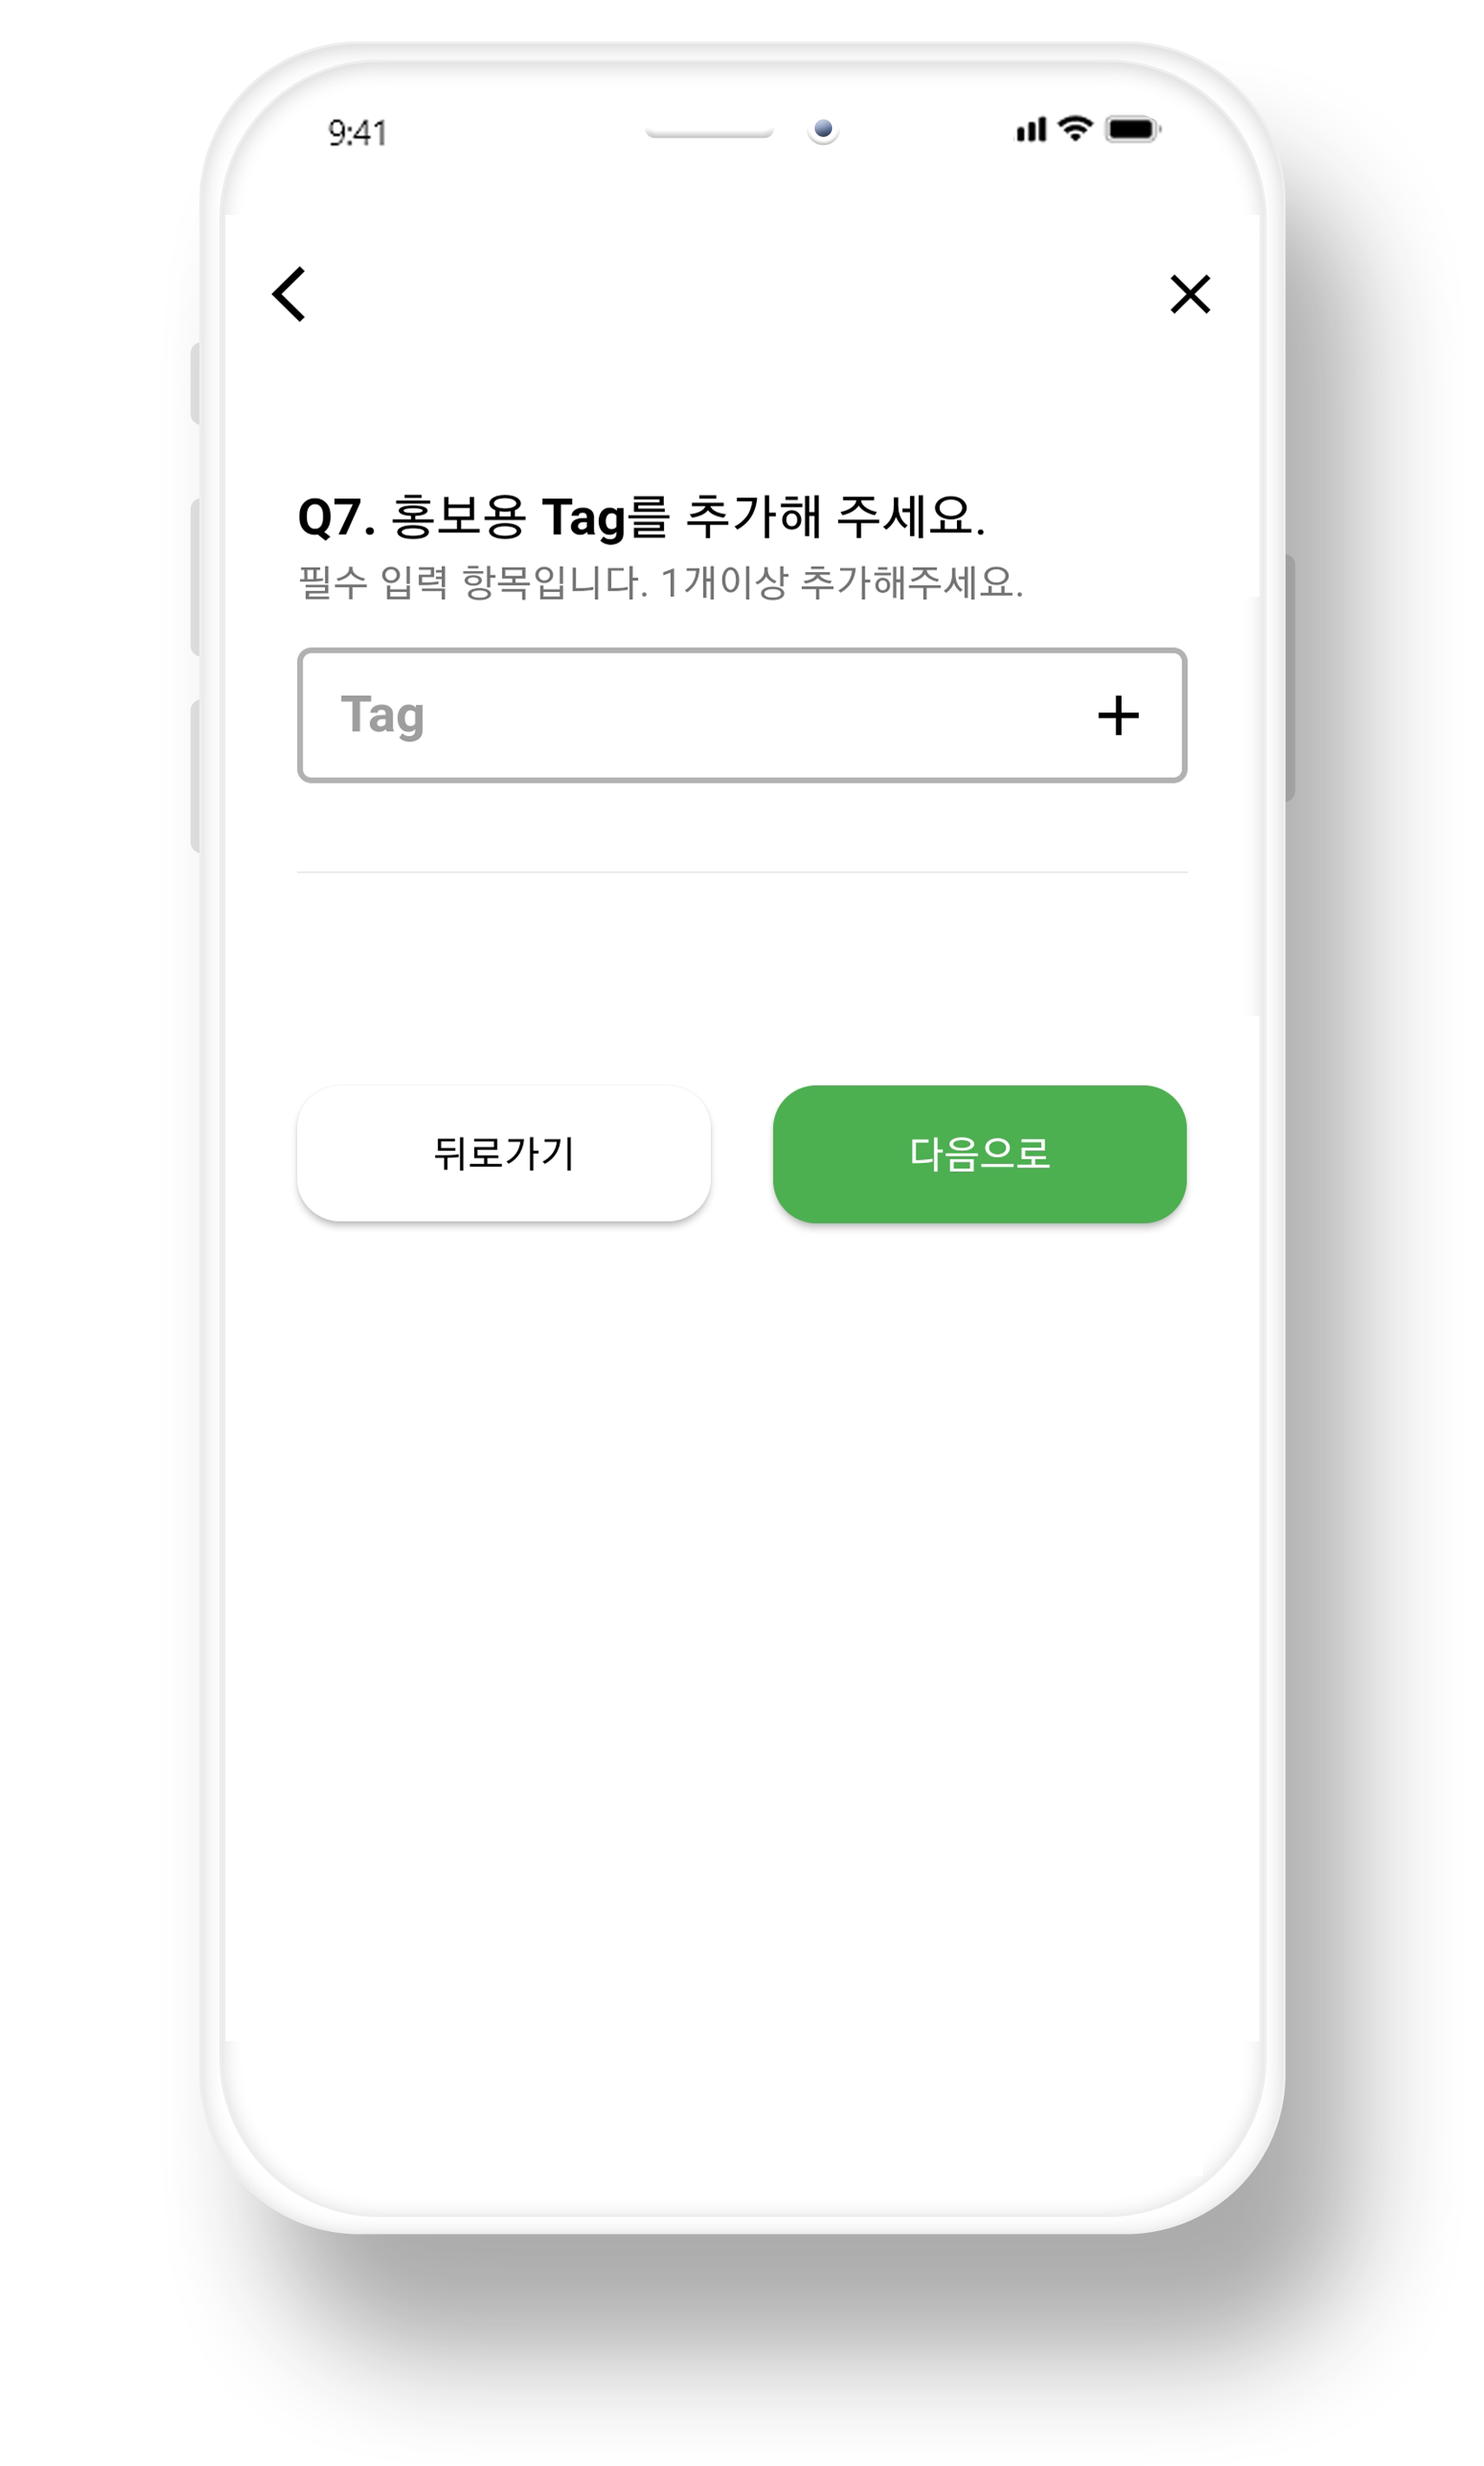 9:41
Q7. 홍보용 Tag를 추가해 주세요.
필수 입력 항목입니다. 1개이상 추가해주세요.
Tag
뒤로가기
다음으로